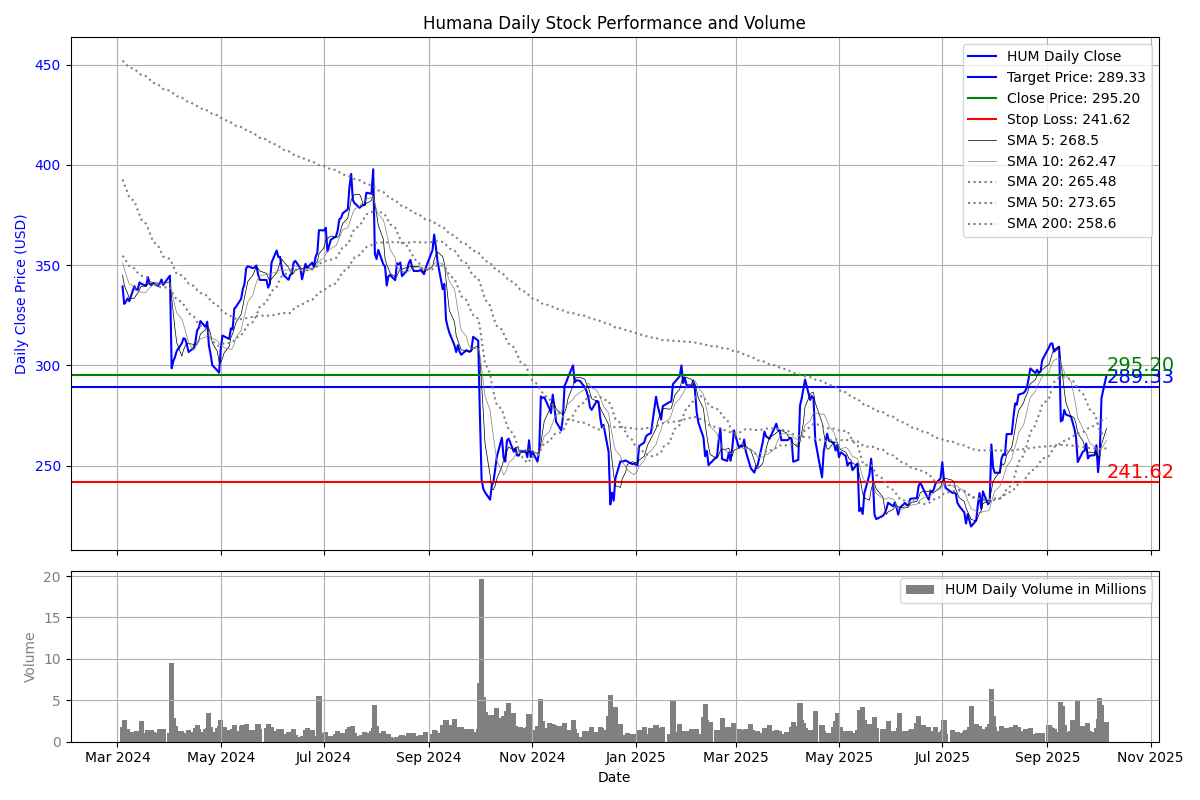 Humana Daily Stock Performance and Volume
Daily Close Price (USD)
450
400
350
300
250
HUM Daily Close
Target Price: 289.33
Close Price: 295.20
Stop Loss: 241.62
SMA 5: 268.5
SMA 10: 262.47
SMA 20: 265.48
SMA 50: 273.65
SMA 200: 258.6
295.20
289.33
241.62
Volume
20
15
10
5
0
HUM Daily Volume in Millions
Mar 2024 May 2024 Jul 2024 Sep 2024 Nov 2024 Jan 2025 Mar 2025 May 2025 Jul 2025 Sep 2025 Nov 2025
Date